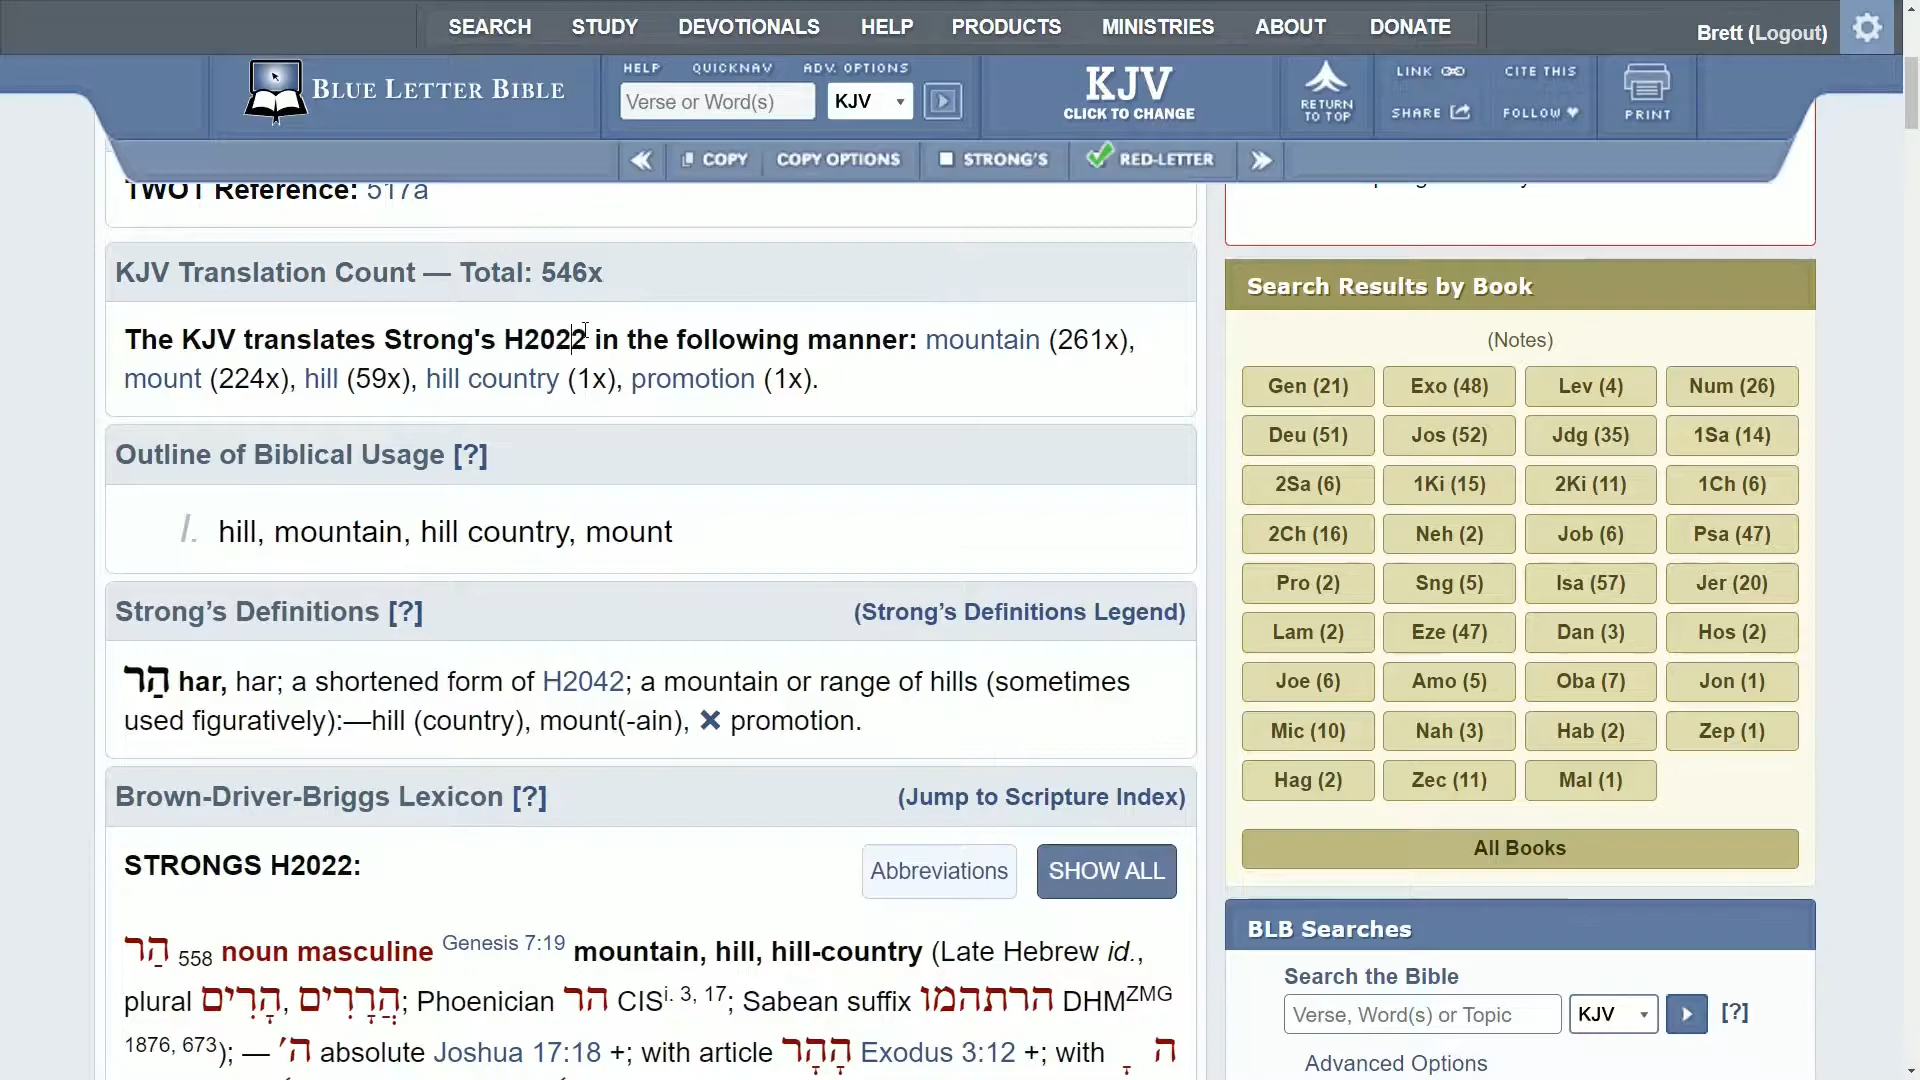 SEARCH STUDY DEVOTIONALS HELP PRODUCTS MINISTRIES ABOUT DONATE
Brett (Logout)
BLUE LETTER BIBLE
HELP QUICKNAV ADV. OPTIONS
Verse or Word(s) KJV
KJV
CLICK TO CHANGE
RETURN
TO TOP
LINK
CITE THIS
SHARE
FOLLOW
PRINT
COPY COPY OPTIONS STRONG'S RED-LETTER
TWOT Reference: 517a
KJV Translation Count — Total: 546x
The KJV translates Strong's H2022 in the following manner: mountain (261x),
mount (224x), hill (59x), hill country (1x), promotion (1x).
Outline of Biblical Usage [?]
I. hill, mountain, hill country, mount
Strong’s Definitions [?] (Strong’s Definitions Legend)
הַר har, har; a shortened form of H2042; a mountain or range of hills (sometimes
used figuratively):—hill (country), mount(-ain), × promotion.
Brown-Driver-Briggs Lexicon [?] (Jump to Scripture Index)
STRONGS H2022:
Abbreviations SHOW ALL
הַר 558 noun masculine Genesis 7:19 mountain, hill, hill-country (Late Hebrew id.,
plural הָרִים, הֲרָרִים; Phoenician הר CIS i. 3, 17; Sabean suffix הרתהמו DHM ZMG
1876, 673); — ה׳ absolute Joshua 17:18 +; with article הָהָר Exodus 3:12 +; with הָ ה
Search Results by Book
(Notes)
Gen (21) Exo (48) Lev (4) Num (26)
Deu (51) Jos (52) Jdg (35) 1Sa (14)
2Sa (6) 1Ki (15) 2Ki (11) 1Ch (6)
2Ch (16) Neh (2) Job (6) Psa (47)
Pro (2) Sng (5) Isa (57) Jer (20)
Lam (2) Eze (47) Dan (3) Hos (2)
Joe (6) Amo (5) Oba (7) Jon (1)
Mic (10) Nah (3) Hab (2) Zep (1)
Hag (2) Zec (11) Mal (1)
All Books
BLB Searches
Search the Bible
Verse, Word(s) or Topic KJV [?]
Advanced Options